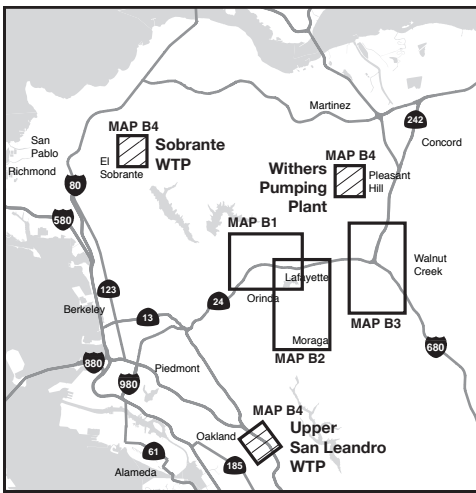 Martinez
242
MAP B4
Sobrante
WTP
San
Pablo
Richmond
El
Sobrante
Concord
MAP B4
Withers
Pumping
Plant
Pleasant
Hill
80
580
MAP B1
Walnut
Creek
Lafayette
123
24
Orinda
Berkeley
13
MAP B3
Moraga
MAP B2
680
880
Piedmont
980
MAP B4
Upper
San Leandro
WTP
Oakland
61
185
Alameda